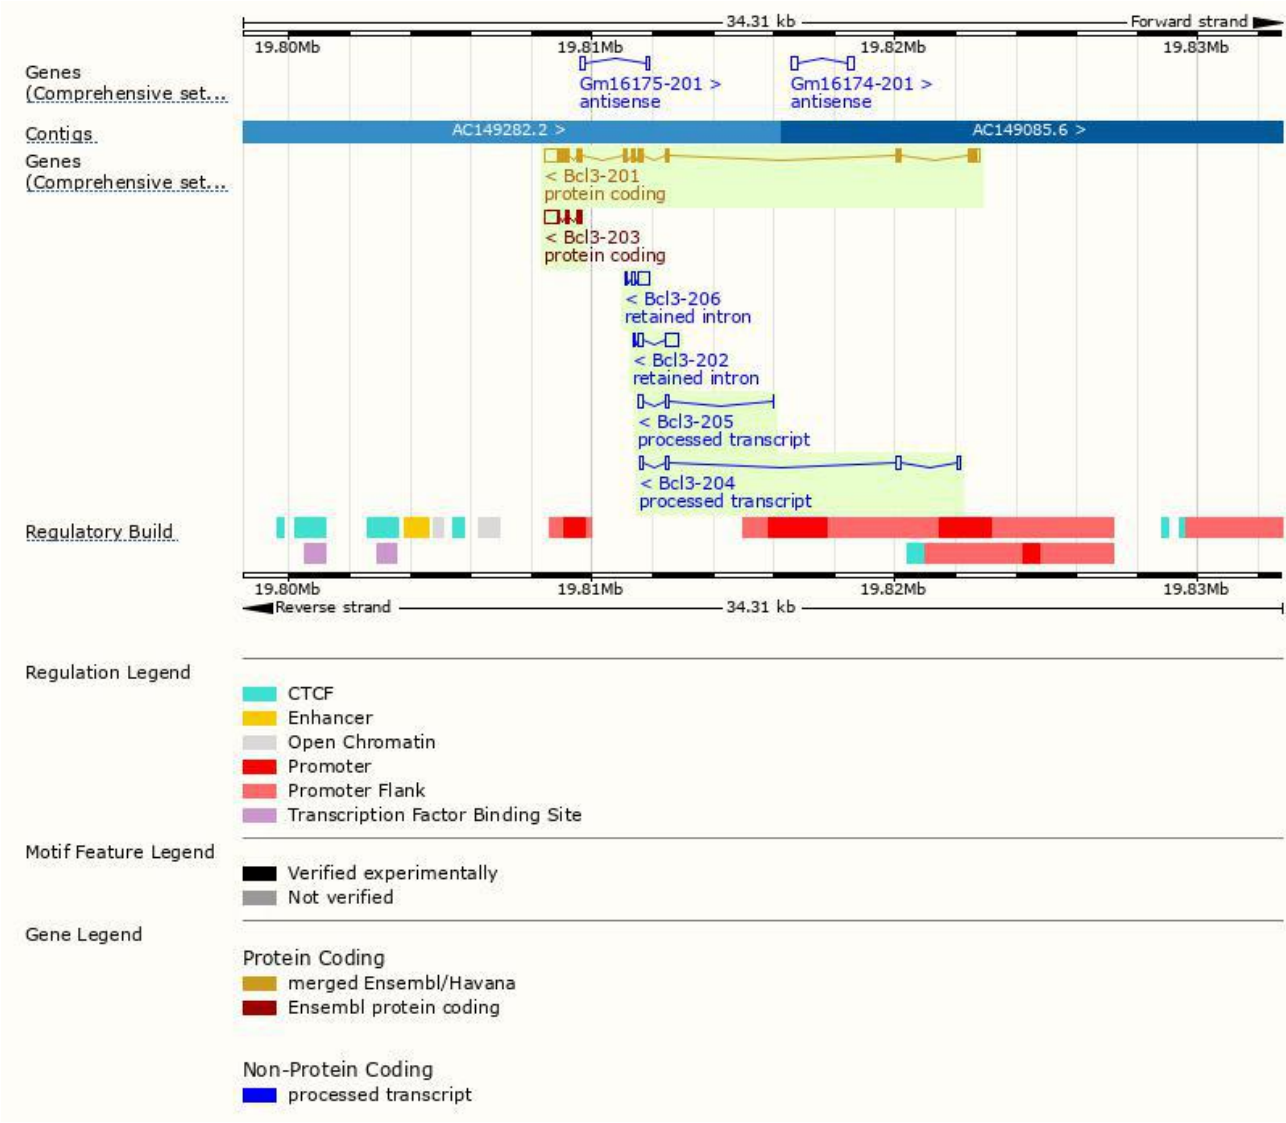 34.31 kb Forward strand
19.80Mb 19.81Mb 19.82Mb 19.83Mb
Genes
(Comprehensive set...
Gm16175-201 > Gm16174-201 >
antisense antisense
Contigs AC149282.2 > AC149085.6 >
Genes
(Comprehensive set...
< Bcl3-201
protein coding
< Bcl3-203
protein coding
< Bcl3-206
retained intron
< Bcl3-202
retained intron
< Bcl3-205
processed transcript
< Bcl3-204
processed transcript
Regulatory Build
19.80Mb 19.81Mb 19.82Mb 19.83Mb
Reverse strand 34.31 kb
Regulation Legend
CTCF
Enhancer
Open Chromatin
Promoter
Promoter Flank
Transcription Factor Binding Site
Motif Feature Legend
Verified experimentally
Not verified
Gene Legend
Protein Coding
merged Ensembl/Havana
Ensembl protein coding
Non-Protein Coding
processed transcript